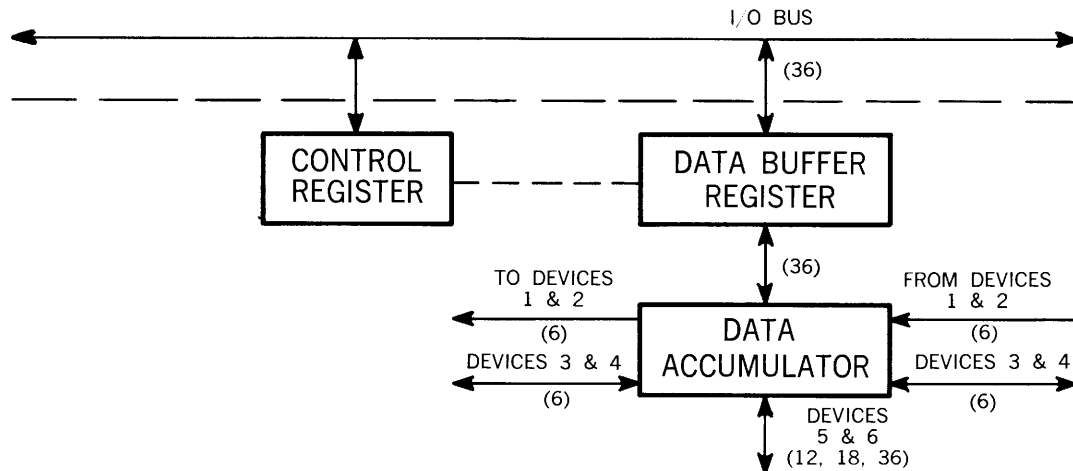 I/O BUS
(36)
CONTROL
REGISTER
DATA BUFFER
REGISTER
(36)
TO DEVICES
1 & 2
(6)
FROM DEVICES
1 & 2
(6)
DATA
ACCUMULATOR
DEVICES 3 & 4
(6)
DEVICES 3 & 4
(6)
DEVICES
5 & 6
(12, 18, 36)